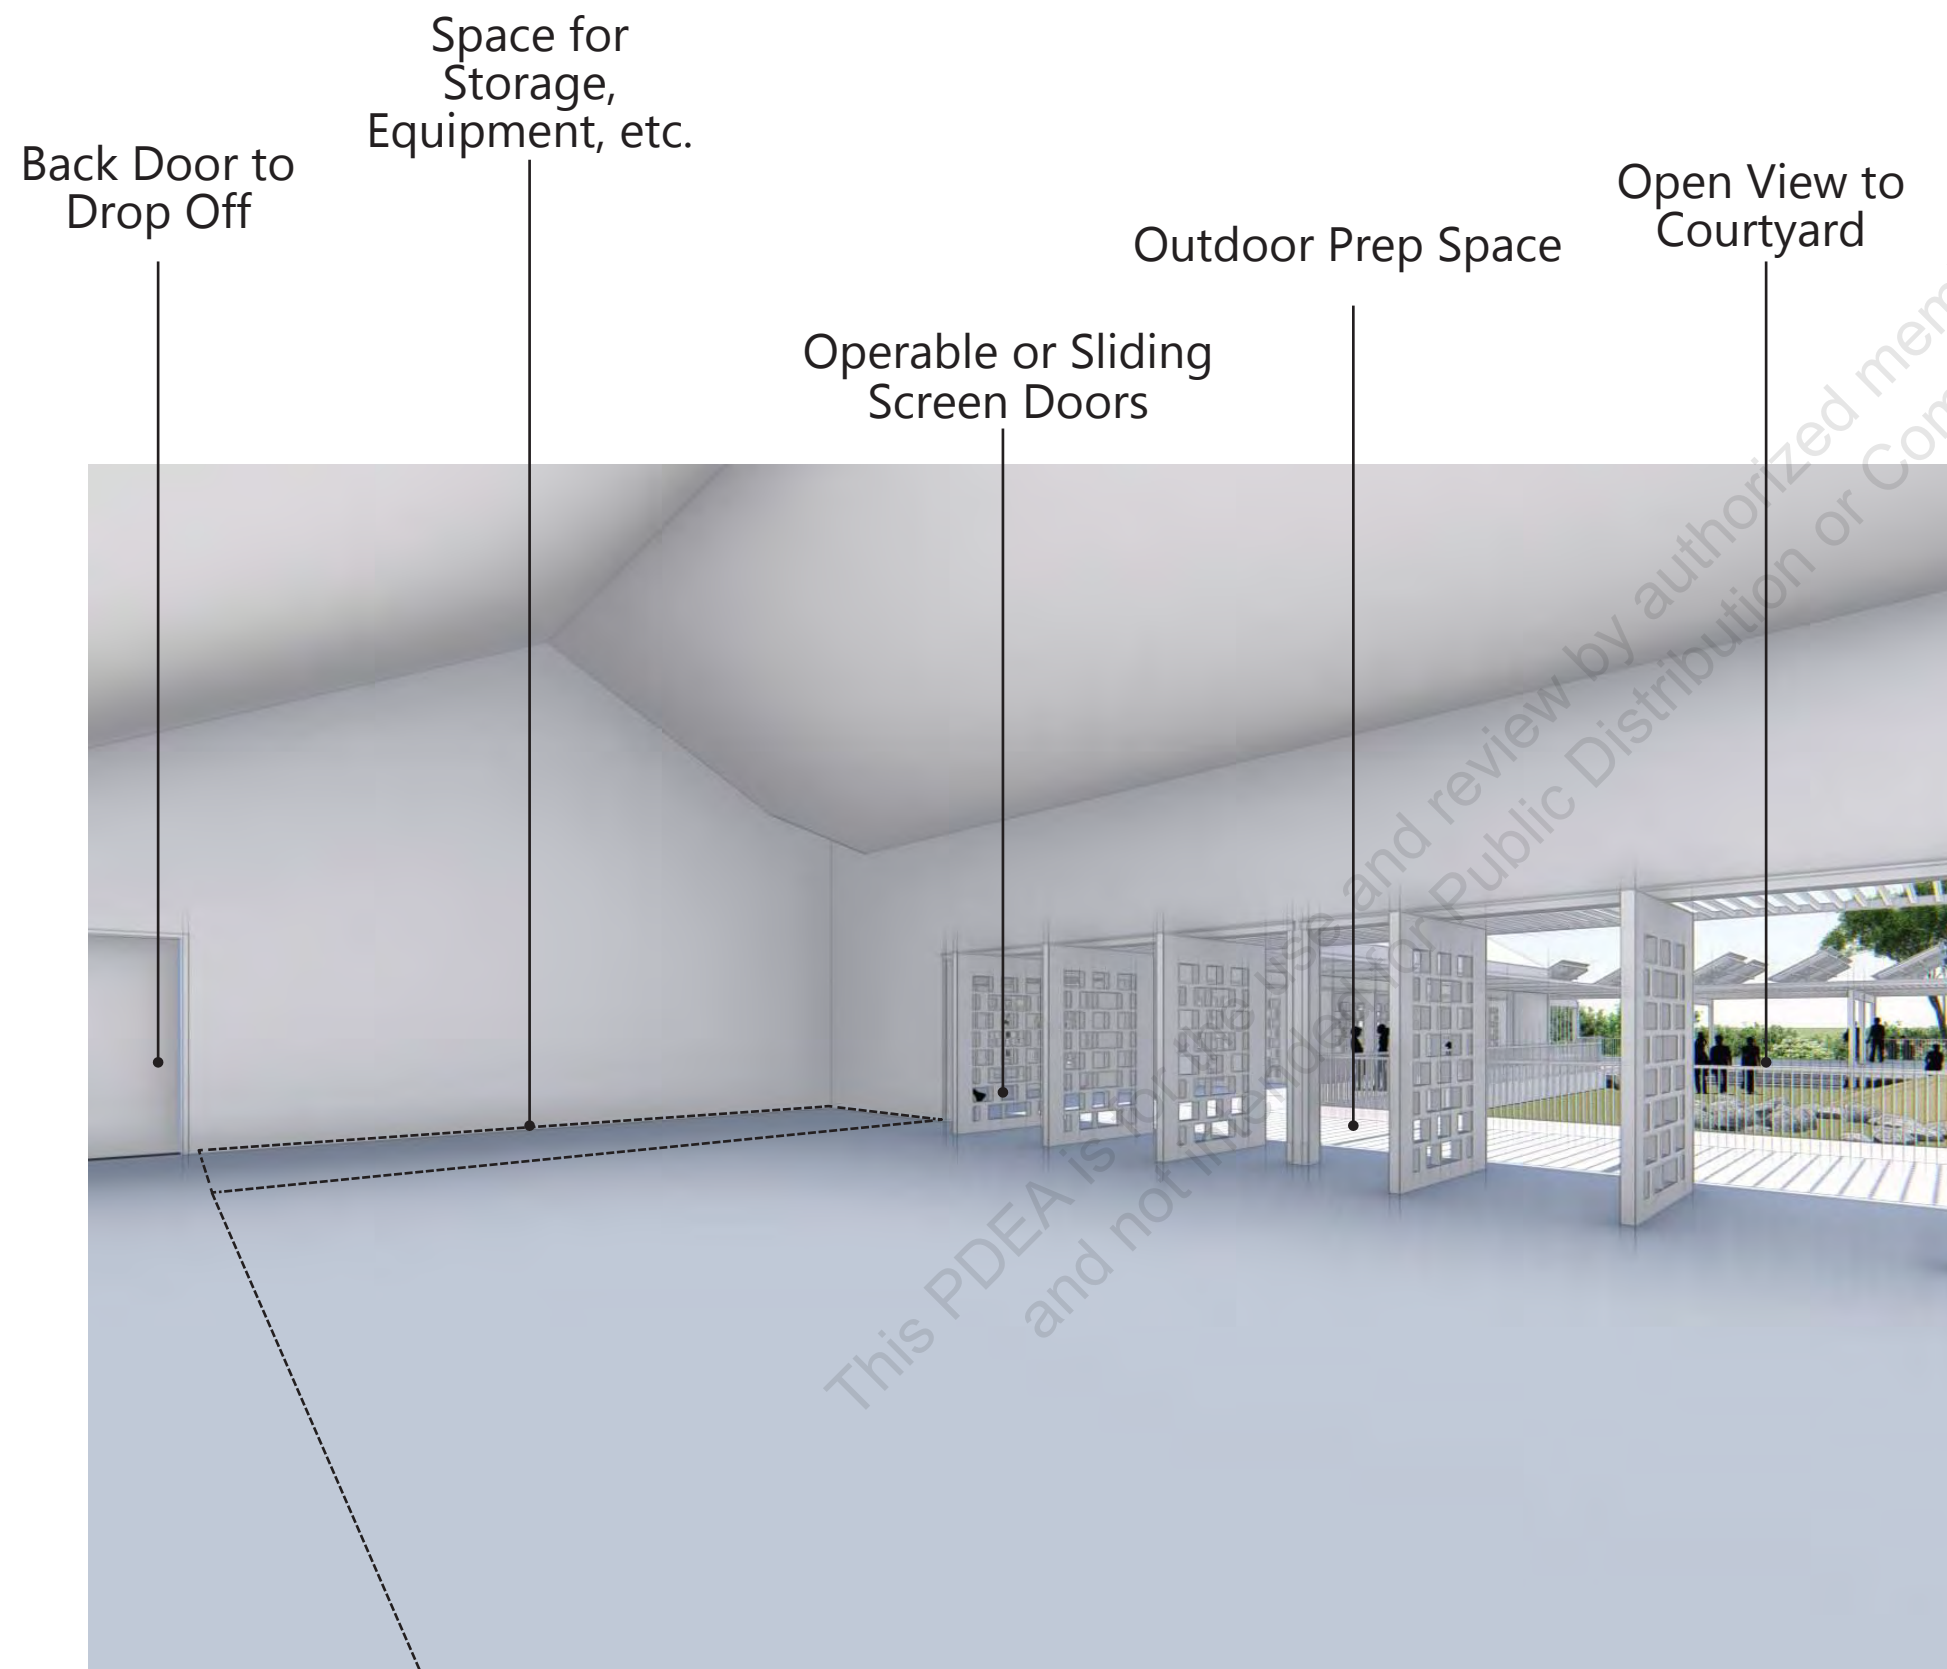 Space for
Storage,
Equipment, etc.
Back Door to
Drop Off
Open View to
Courtyard
Outdoor Prep Space
Operable or Sliding
Screen Doors
This PDEA is for the use and review by authorized
and not intended for Public Distribution or